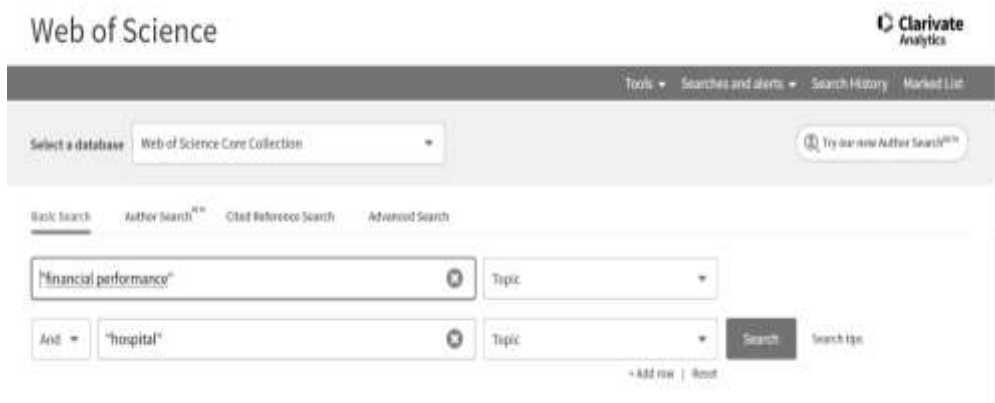 Web of Science
Clarivate
Analytics
Tools Searches and alerts Search History Marked List
Select a database Web of Science Core Collection Try our new Author Search BETA
Basic Search Author Search BETA Cited Reference Search Advanced Search
"financial performance" Topic
And "hospital" Topic Search Search tips
+ Add row | Reset